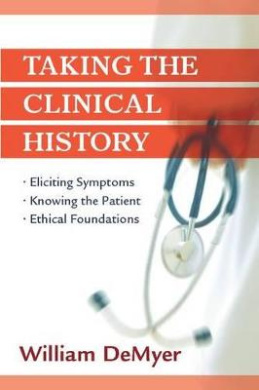 TAKING THE
CLINICAL
HISTORY
· Eliciting Symptoms
· Knowing the Patient
· Ethical Foundations
William DeMyer